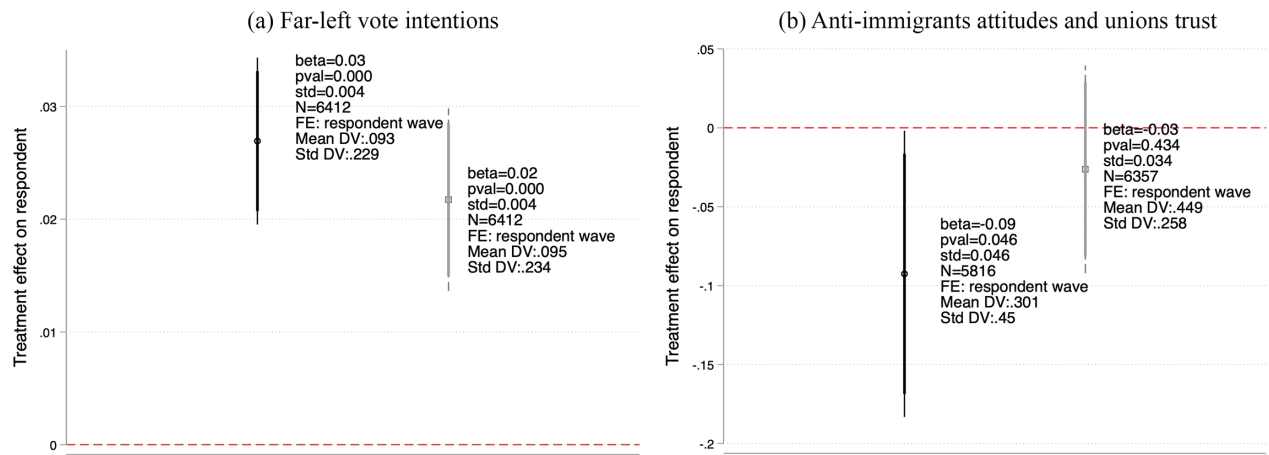 (a) Far-left vote intentions
Treatment effect on respondent
.03
.02
.01
0
beta=0.03
pval=0.000
std=0.004
N=6412
FE: respondent wave
Mean DV:.093
Std DV:.229
beta=0.02
pval=0.000
std=0.004
N=6412
FE: respondent wave
Mean DV:.095
Std DV:.234
(b) Anti-immigrants attitudes and unions trust
Treatment effect on respondent
.05
0
-.05
-.1
-.15
-.2
beta=-0.09
pval=0.046
std=0.046
N=5816
FE: respondent wave
Mean DV:.301
Std DV:.45
beta=-0.03
pval=0.434
std=0.034
N=6357
FE: respondent wave
Mean DV:.449
Std DV:.258